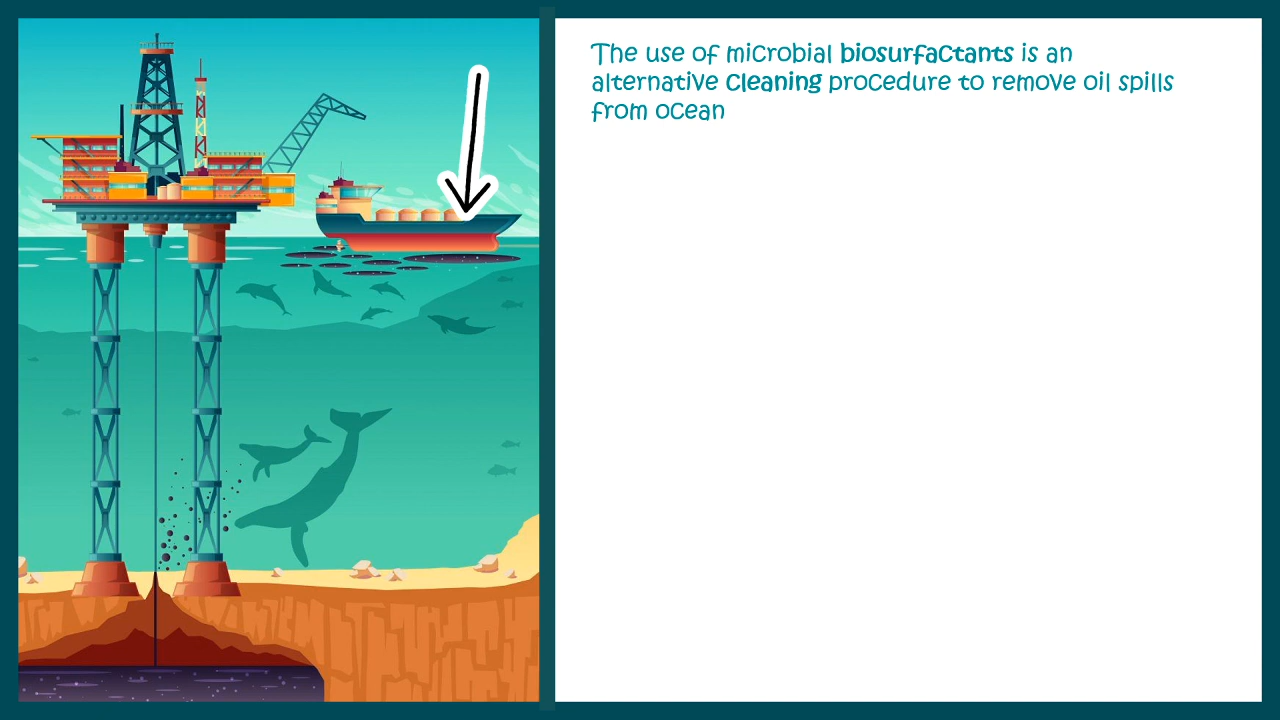 The use of microbial biosurfactants is an
alternative cleaning procedure to remove oil spills
from ocean